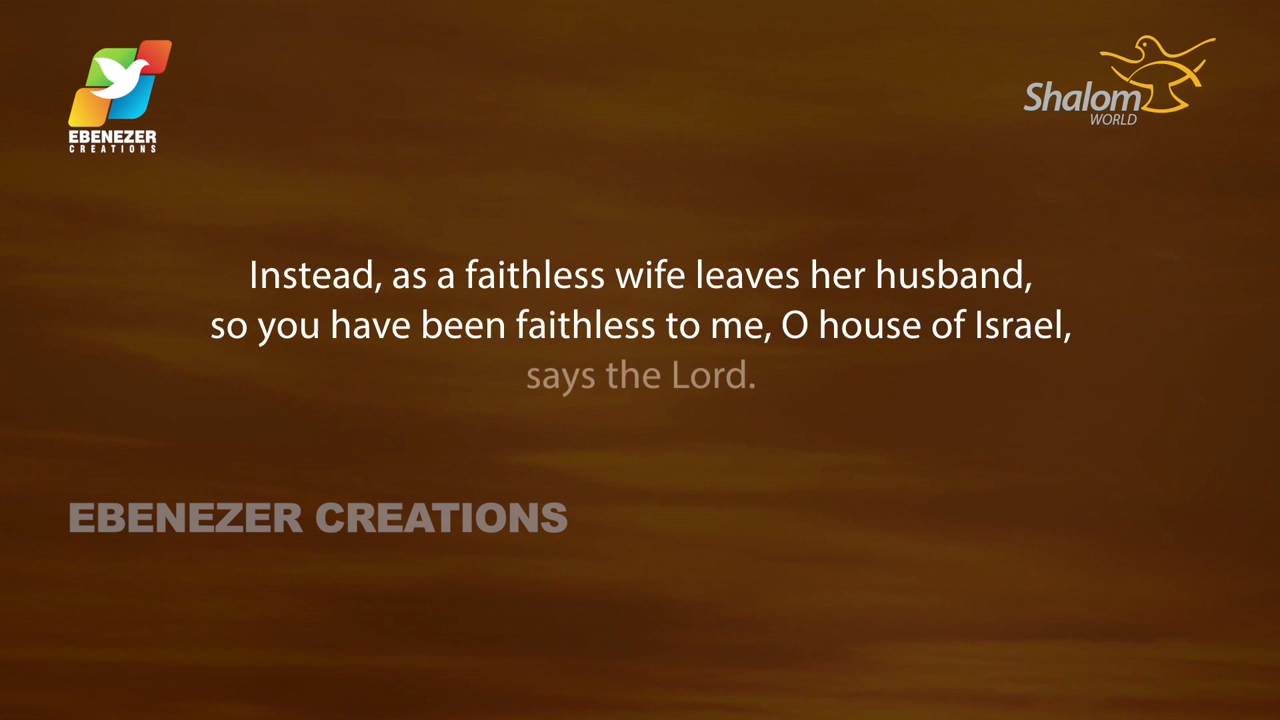 EBENEZER
CREATIONS
Shalom
WORLD
Instead, as a faithless wife leaves her husband,
so you have been faithless to me, O house of Israel,
says the Lord.
EBENEZER CREATIONS